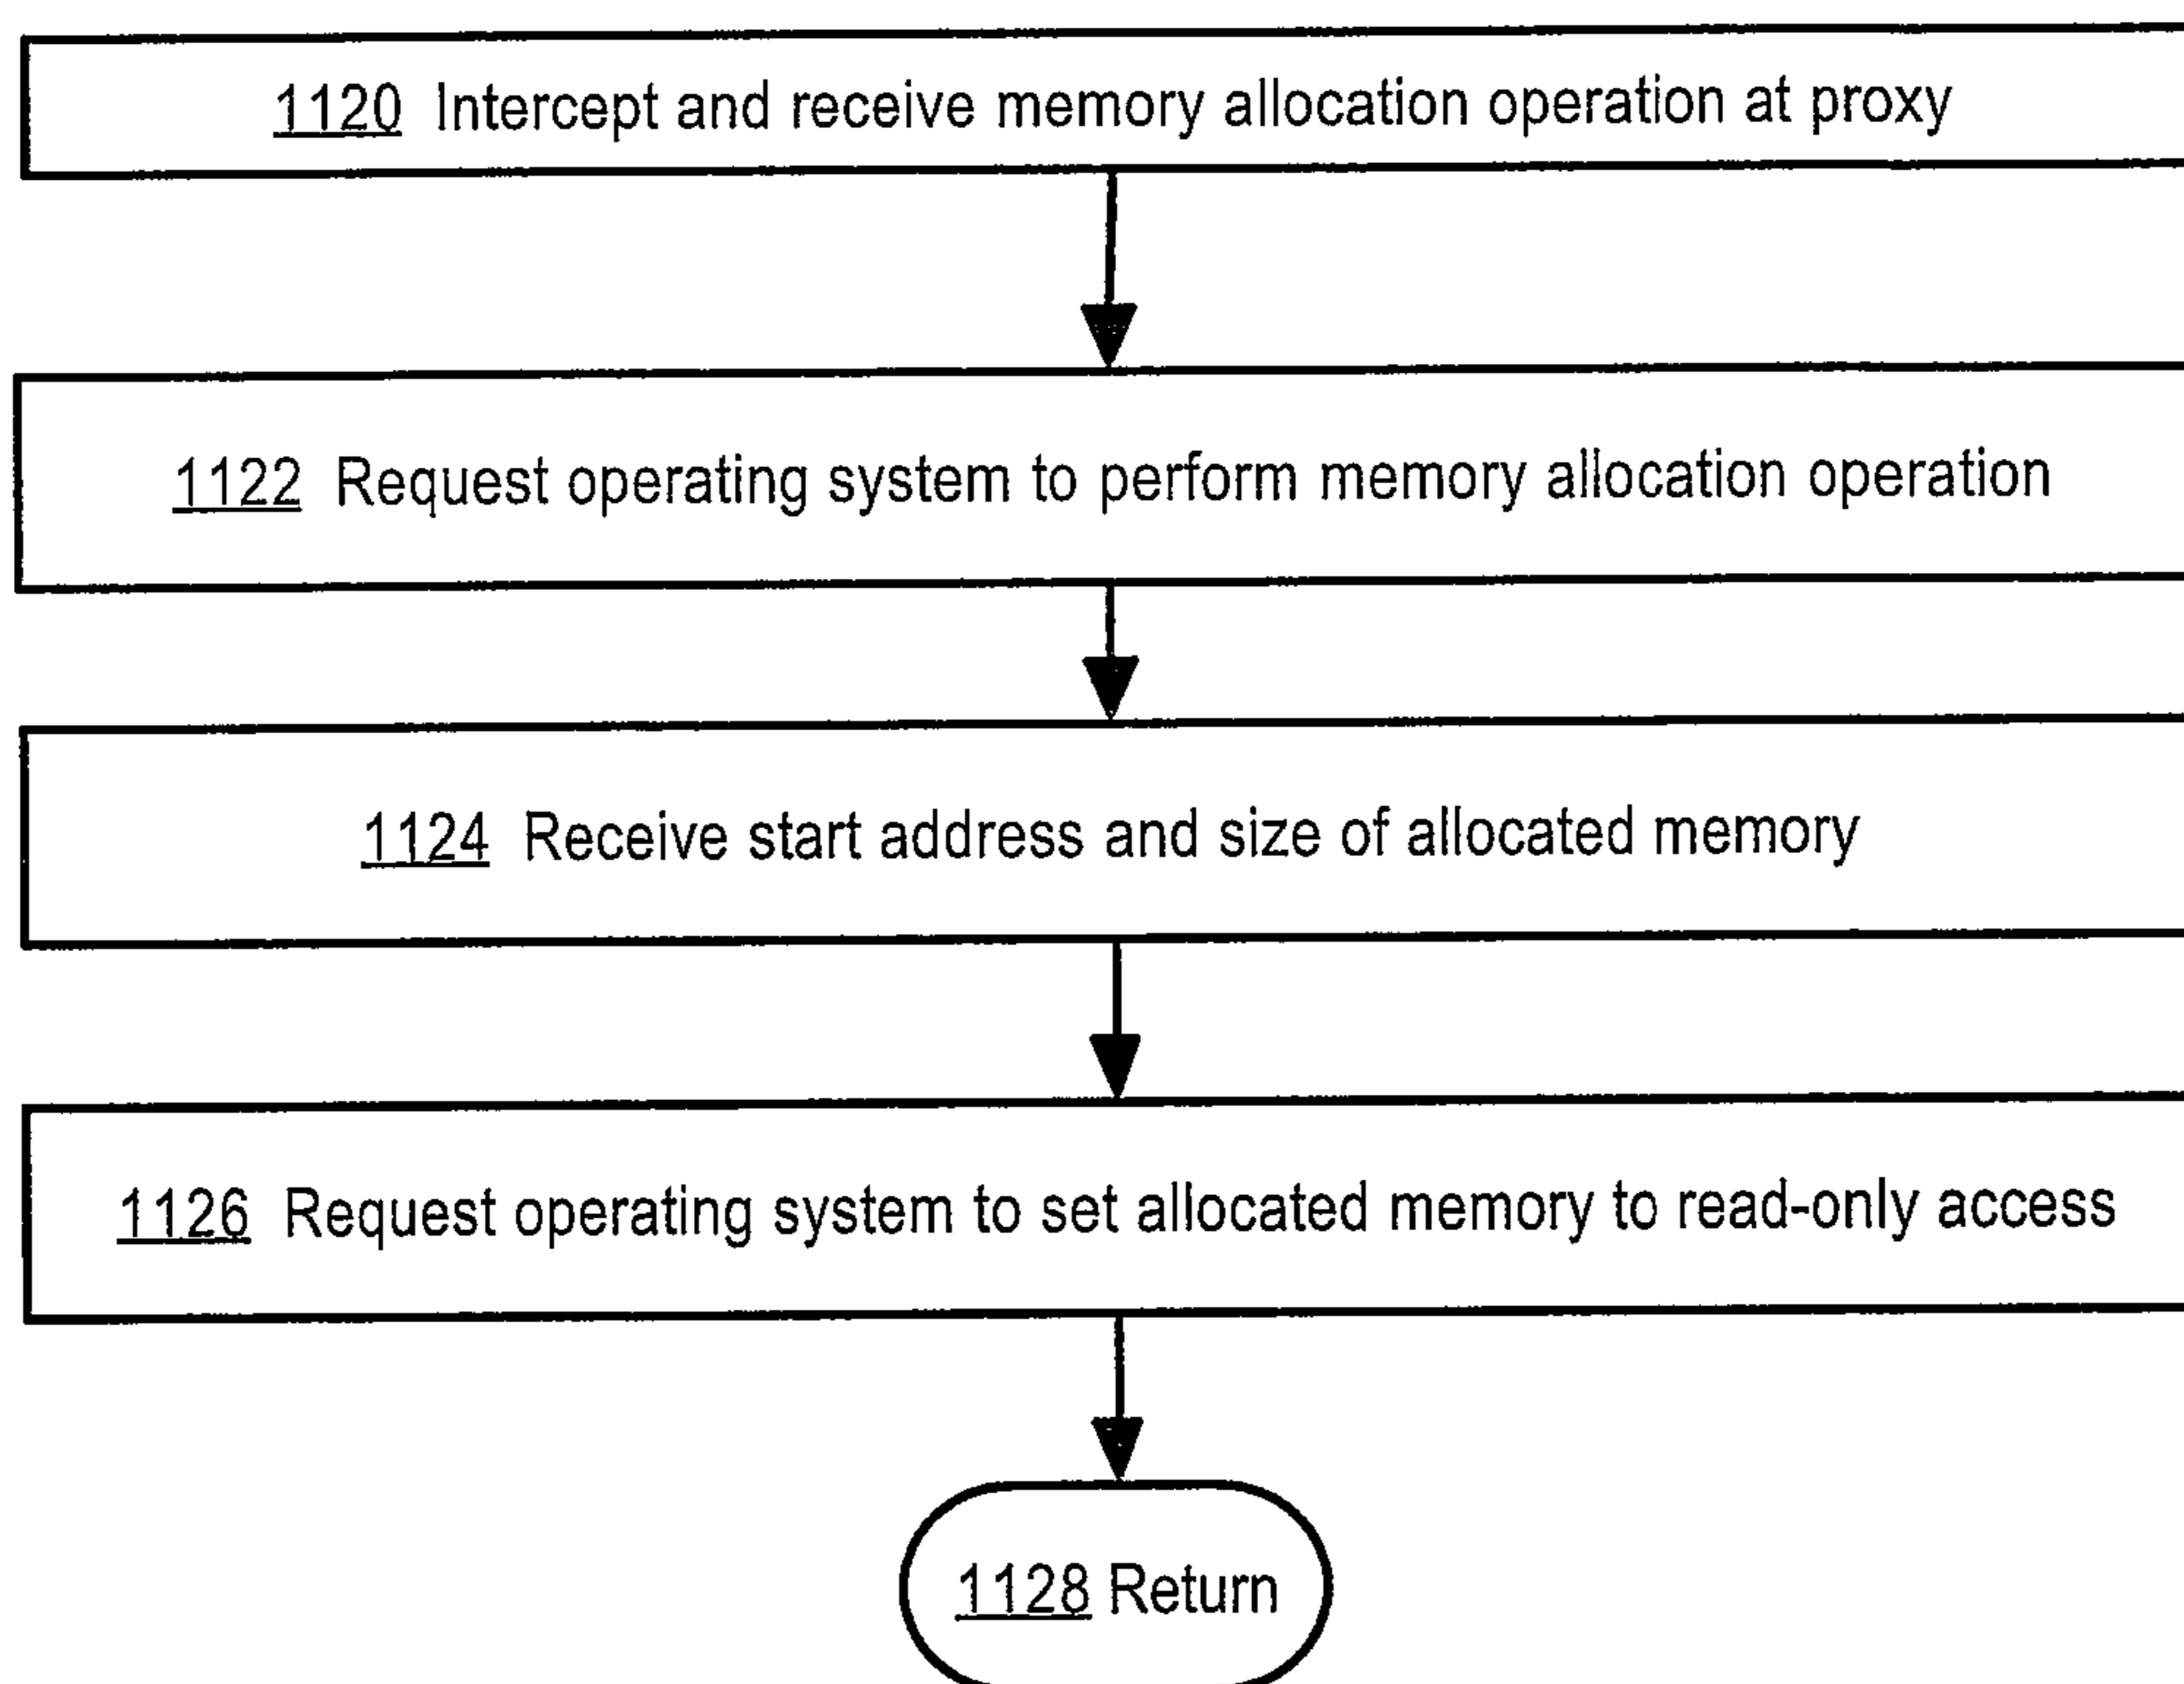 1120 Intercept and receive memory allocation operation at proxy
1122 Request operating system to perform memory allocation operation
1124 Receive start address and size of allocated memory
1126 Request operating system to set allocated memory to read-only access
1128 Return